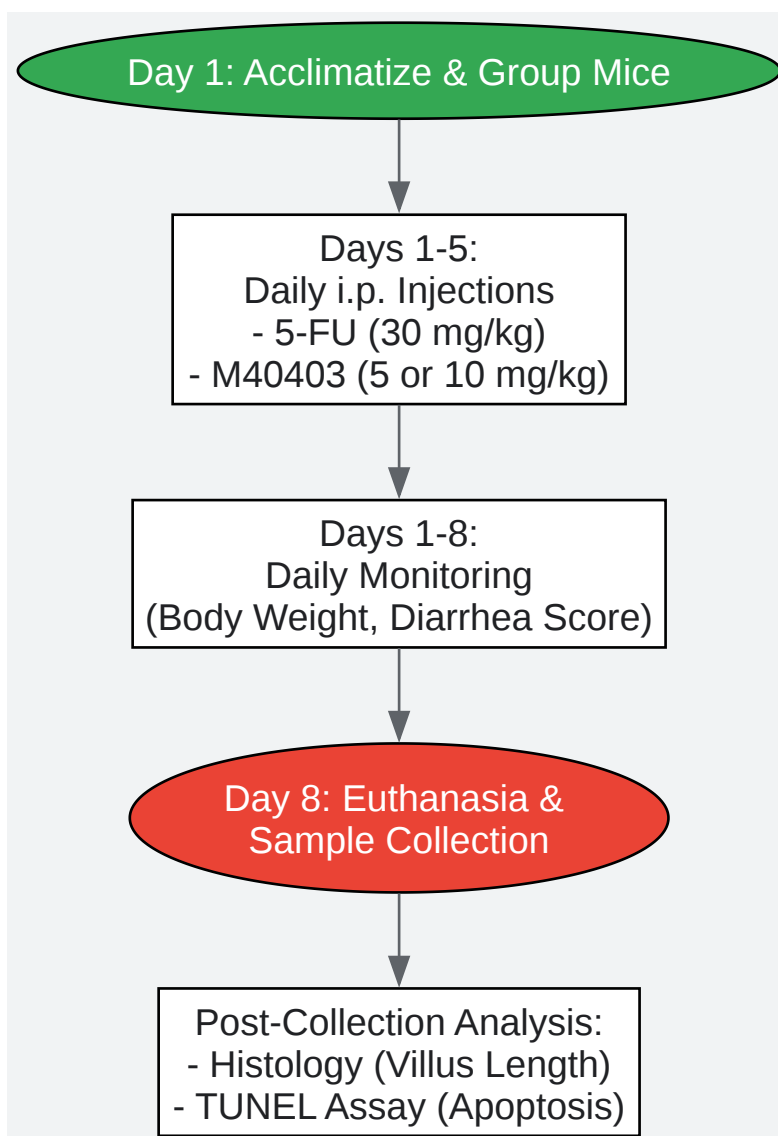 Day 1: Acclimatize & Group Mice
Days 1-5:
Daily i.p. Injections
- 5-FU (30 mg/kg)
- M40403 (5 or 10 mg/kg)
Days 1-8:
Daily Monitoring
(Body Weight, Diarrhea Score)
Day 8: Euthanasia &
Sample Collection
Post-Collection Analysis:
- Histology (Villus Length)
- TUNEL Assay (Apoptosis)